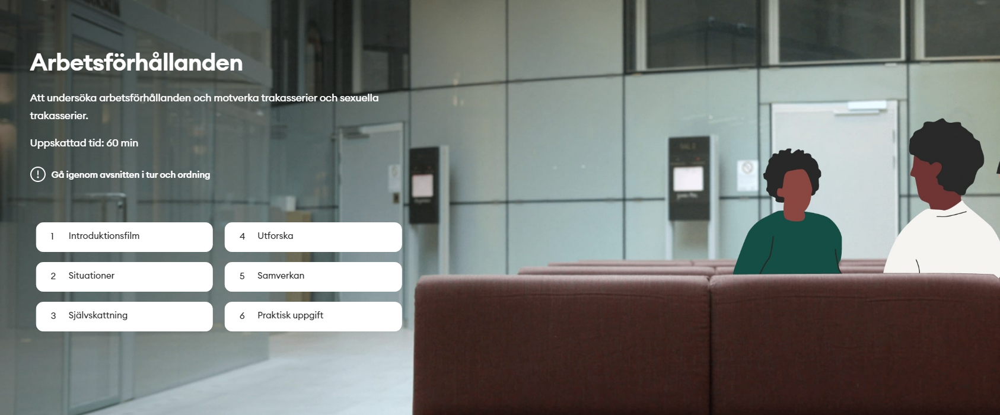 Arbetsförhållanden
Att undersöka arbetsförhållanden och motverka trakasserier och sexuella
trakasserier.
Uppskattad tid: 60 min
! Gå igenom avsnitten i tur och ordning
1 Introduktionsfilm
2 Situationer
3 Självskattning
4 Utforska
5 Samverkan
6 Praktisk uppgift